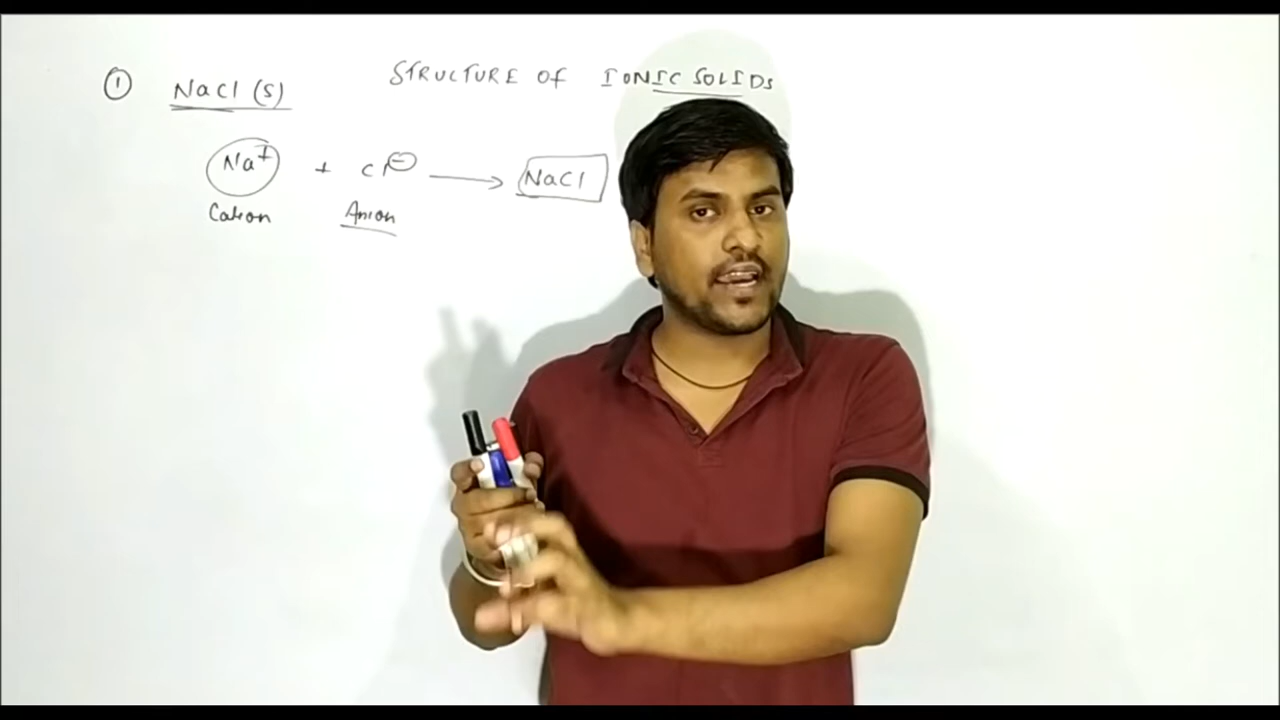 STRUCTURE OF IONIC SOLIDS
① NaCl (s)
Na⁺ + Cl⊖ → NaCl
Cation Anion